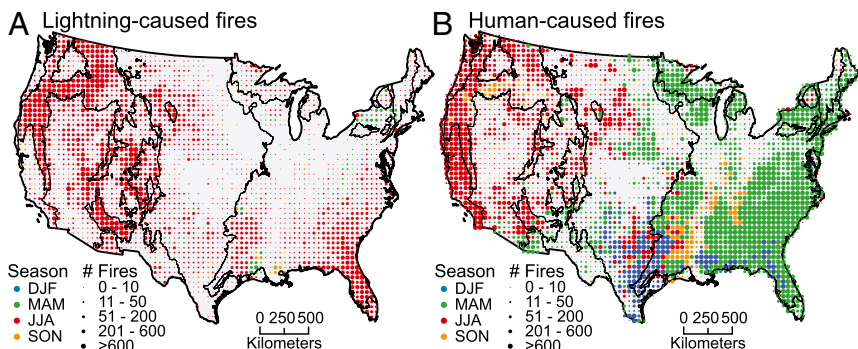 A Lightning-caused fires
B Human-caused fires
Season
DJF
MAM
JJA
SON
# Fires
0 - 10
11 - 50
51 - 200
201 - 600
>600
0 250 500
Kilometers
Season
DJF
MAM
JJA
SON
# Fires
0 - 10
11 - 50
51 - 200
201 - 600
>600
0 250 500
Kilometers